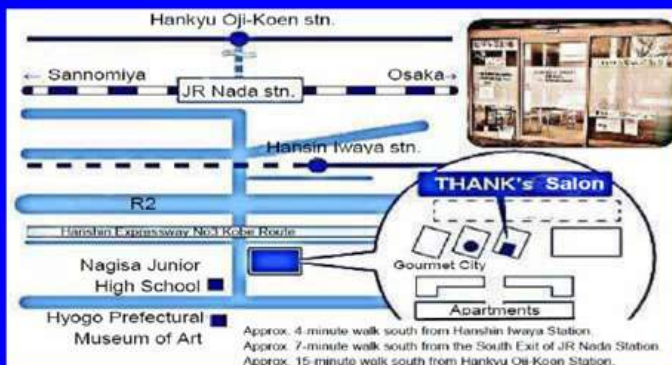 Hankyu Oji-Koen stn.
← Sannomiya
Osaka→
JR Nada stn.
Hansin Iwaya stn.
THANK's Salon
R2
Hanshin Expressway No3 Kobe Route
Nagisa Junior
High School
Gourmet City
Hyogo Prefectural
Museum of Art
Apartments
Approx. 4-minute walk south from Hanshin Iwaya Station.
Approx. 7-minute walk south from the South Exit of JR Nada Station
Approx. 15-minute walk south from Hankyu Oji-Koen Station.